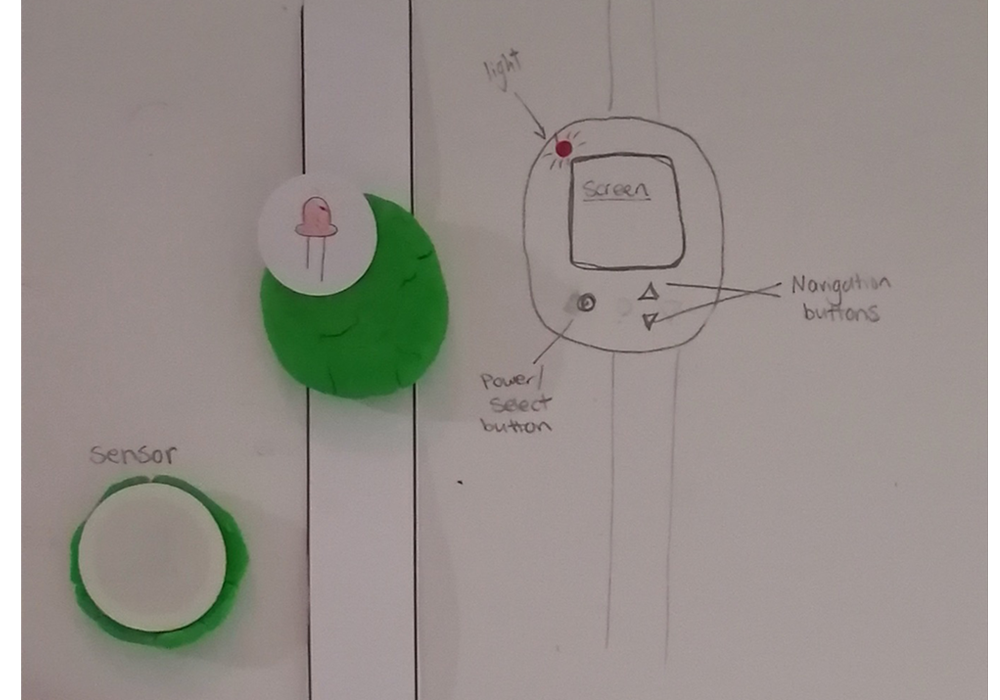 light
screen
Navigation
buttons
Power/
select
button
sensor